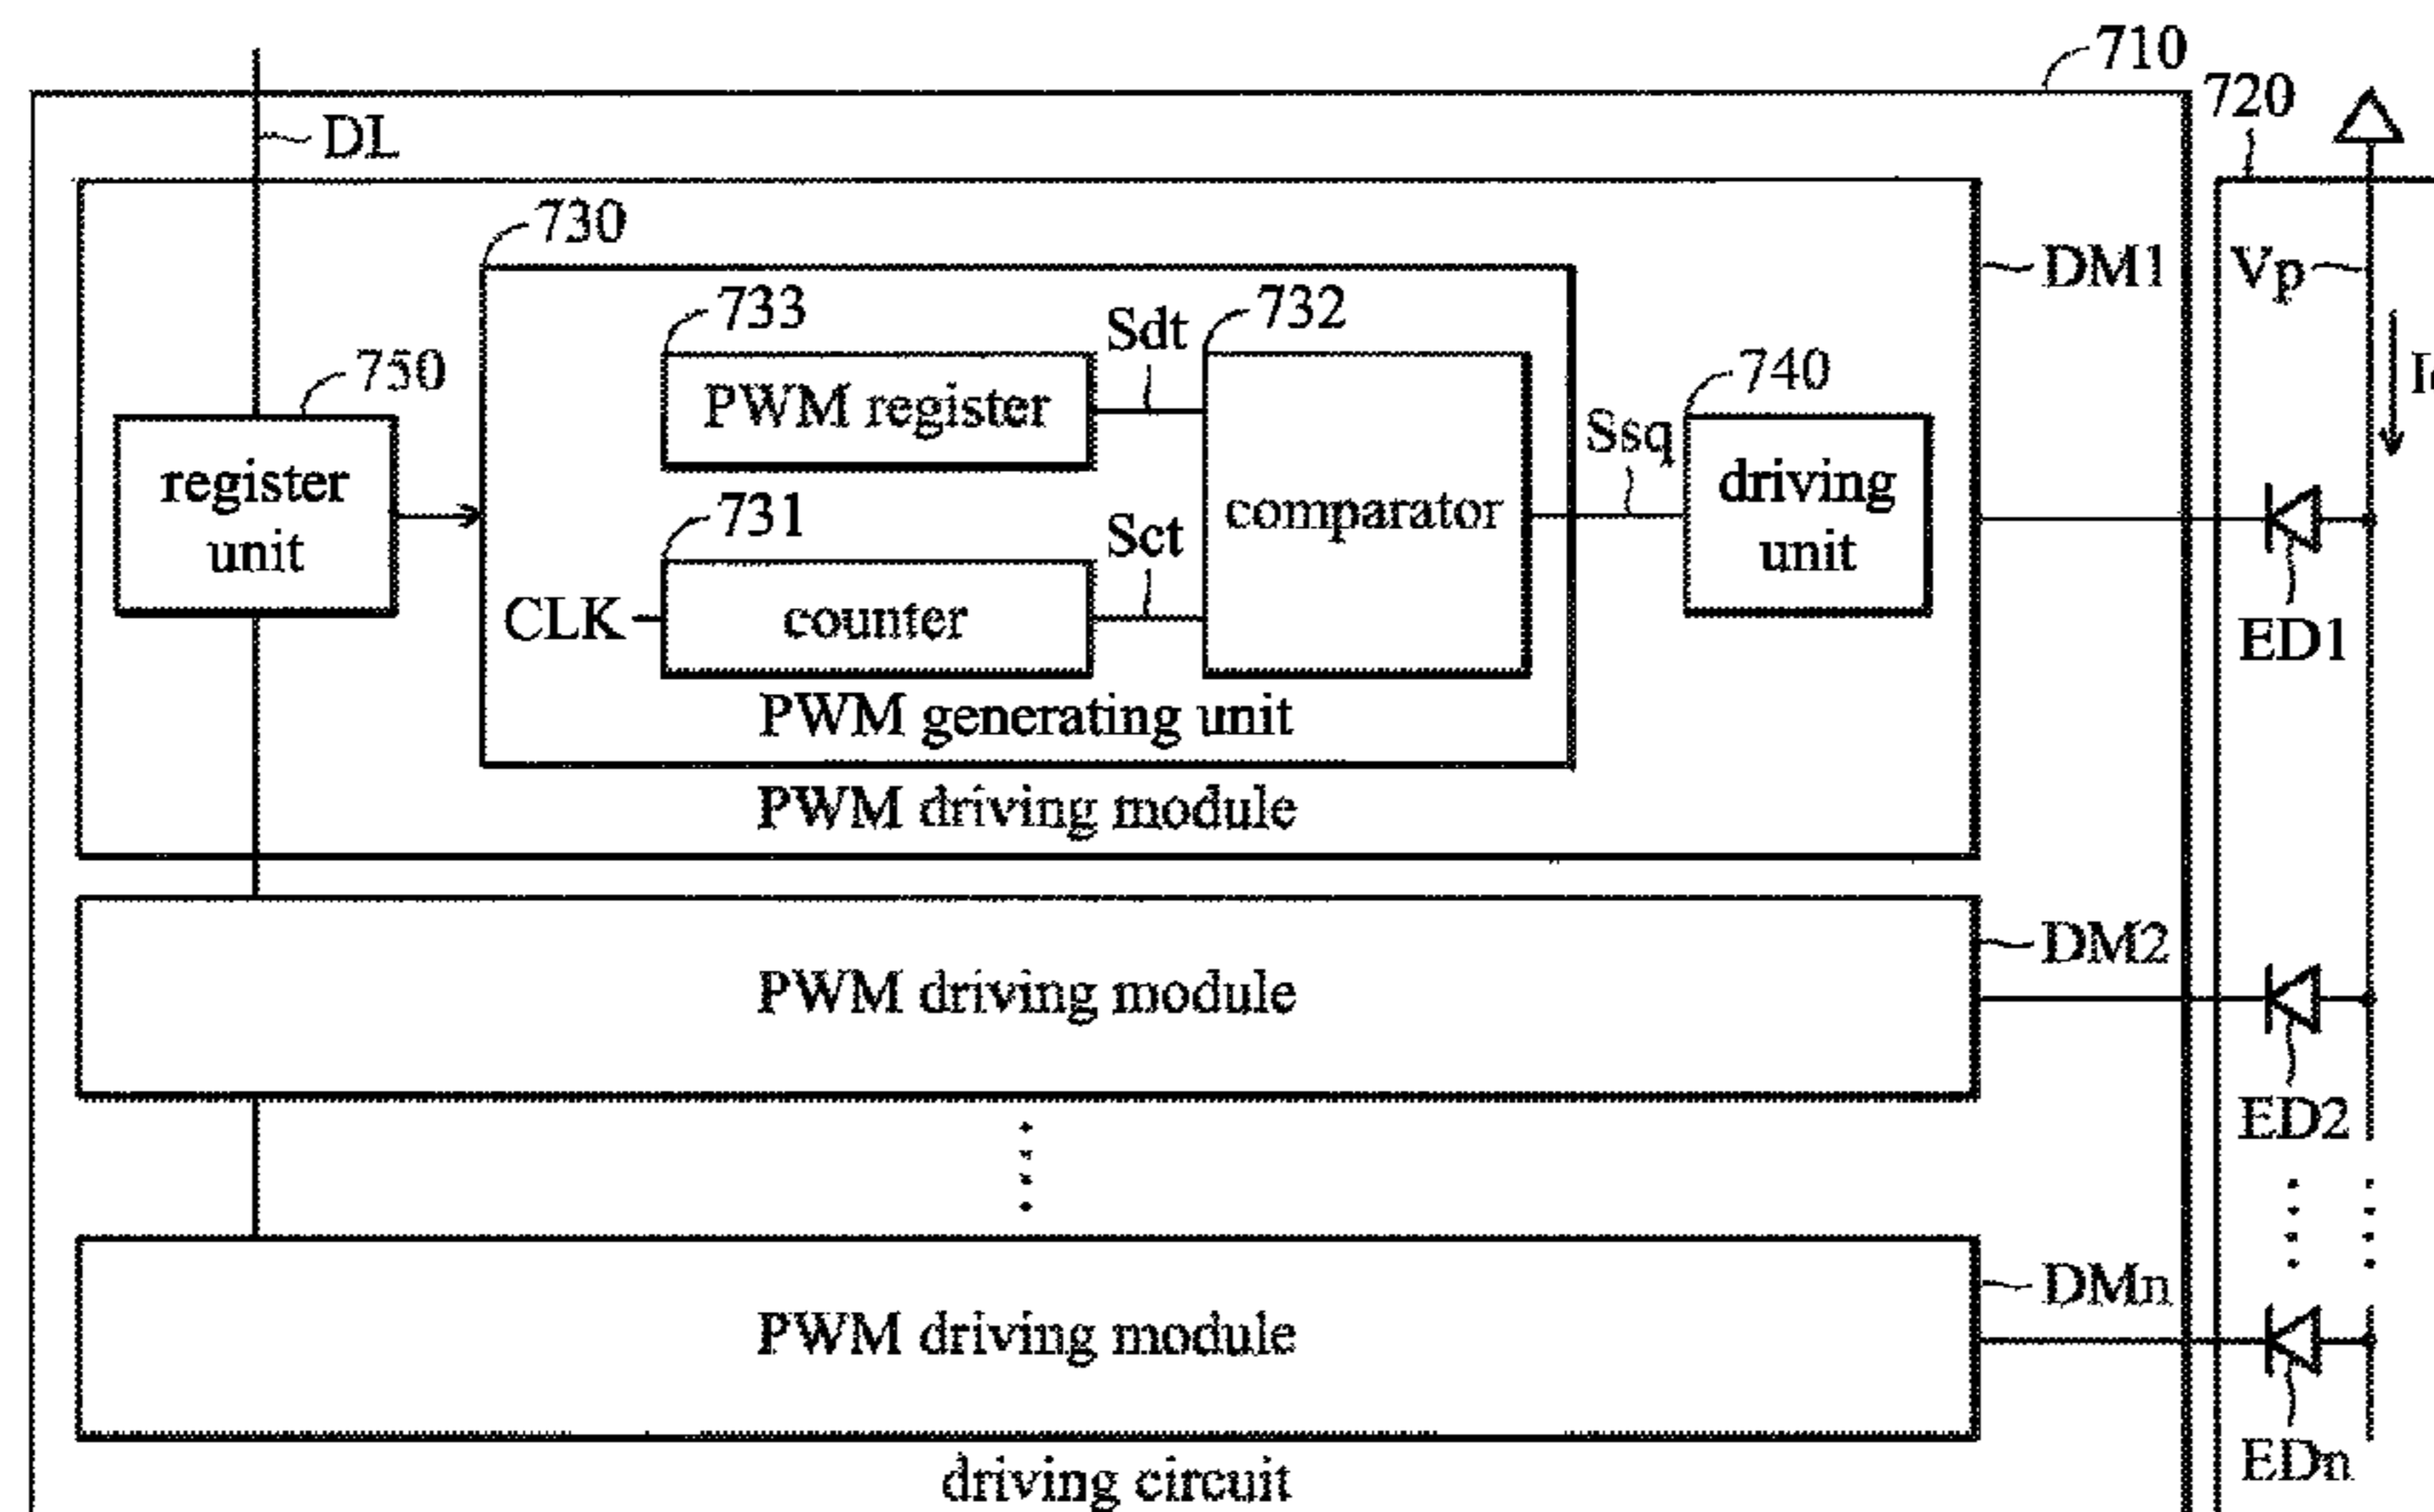 710
720
DL
730
DM1
Vp
733
Sdt
732
750
740
PWM register
Ssq
register
unit
731
Sct
comparator
driving
unit
CLK
counter
ED1
PWM generating unit
PWM driving module
DM2
PWM driving module
ED2
DMn
PWM driving module
EDn
driving circuit